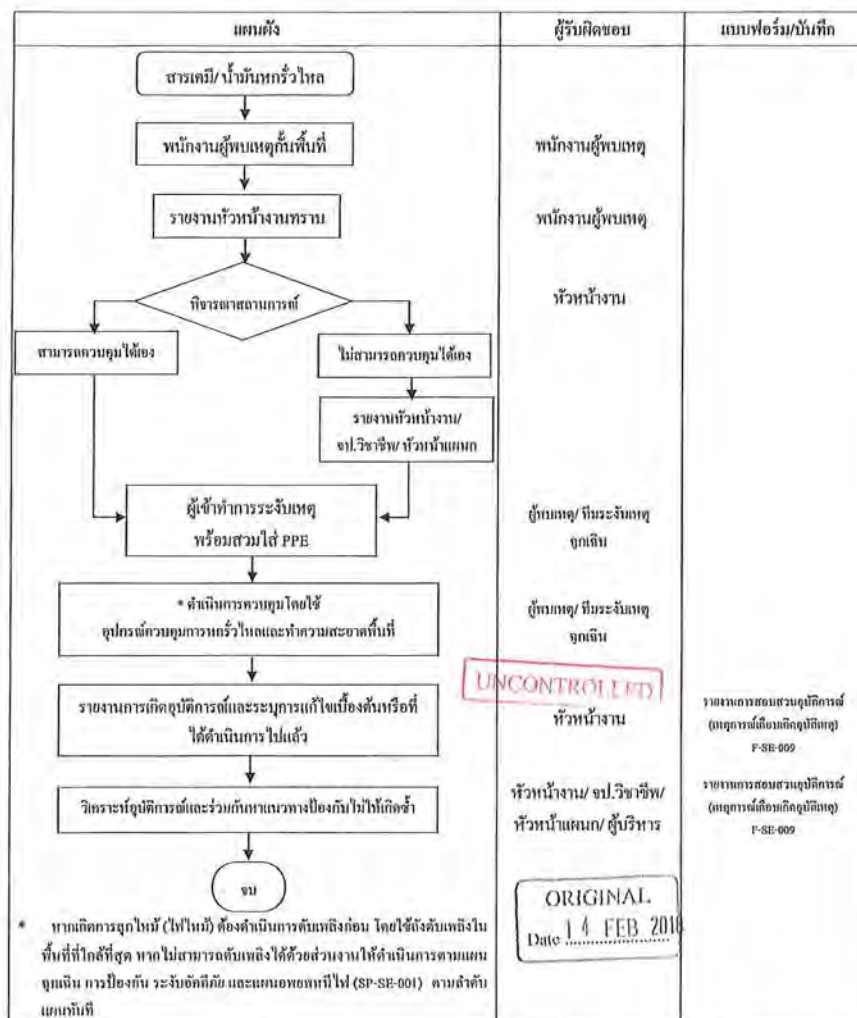 แผนผัง
ผู้รับผิดชอบ
แบบฟอร์ม/บันทึก
สารเคมี/ น้ำมันหกรั่วไหล
พนักงานผู้พบเหตุกั้นพื้นที่
พนักงานผู้พบเหตุ
รายงานหัวหน้างานทราบ
พนักงานผู้พบเหตุ
พิจารณาสถานการณ์
หัวหน้างาน
สามารถควบคุมได้เอง
ไม่สามารถควบคุมได้เอง
รายงานหัวหน้างาน/
จป.วิชาชีพ/ หัวหน้าแผนก
ผู้เข้าทำการระงับเหตุ
พร้อมสวมใส่ PPE
ผู้พบเหตุ/ ทีมระงับเหตุ
ฉุกเฉิน
* ดำเนินการควบคุมโดยใช้
อุปกรณ์ควบคุมการหกรั่วไหลและทำความสะอาดพื้นที่
ผู้พบเหตุ/ ทีมระงับเหตุ
ฉุกเฉิน
UNCONTROLLED
รายงานการเกิดอุบัติการณ์และระบุการแก้ไขเบื้องต้นหรือที่
ได้ดำเนินการไปแล้ว
หัวหน้างาน
รายงานการสอบสวนอุบัติการณ์
(เหตุการณ์เกือบเกิดอุบัติเหตุ)
F-SE-009
วิเคราะห์อุบัติการณ์และร่วมกันหาแนวทางป้องกันไม่ให้เกิดซ้ำ
หัวหน้างาน/ จป.วิชาชีพ/
หัวหน้าแผนก/ ผู้บริหาร
รายงานการสอบสวนอุบัติการณ์
(เหตุการณ์เกือบเกิดอุบัติเหตุ)
F-SE-009
จบ
ORIGINAL
Date 14 FEB 2018
* หากเกิดการลุกไหม้ (ไฟไหม้) ต้องดำเนินการดับเพลิงก่อน โดยใช้ถังดับเพลิงใน
พื้นที่ที่ใกล้ที่สุด หากไม่สามารถดับเพลิงได้ด้วยส่วนงานให้ดำเนินการตามแผน
ฉุกเฉิน การป้องกัน ระงับอัคคีภัย และแผนอพยพหนีไฟ (SP-SE-001) ตามลำดับ
แผนทันที